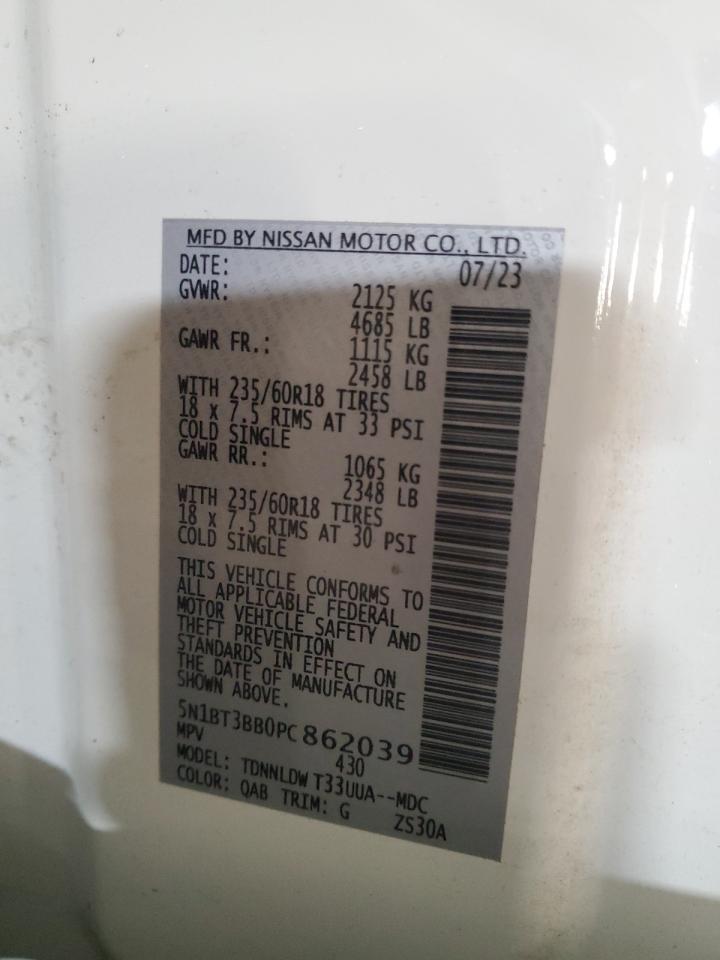 MFD BY NISSAN MOTOR CO., LTD.
DATE: 07/23
GVWR: 2125 KG
4685 LB
GAWR FR.: 1115 KG
2458 LB
WITH 235/60R18 TIRES
18 x 7.5 RIMS AT 33 PSI
COLD SINGLE
GAWR RR.: 1065 KG
2348 LB
WITH 235/60R18 TIRES
18 x 7.5 RIMS AT 30 PSI
COLD SINGLE
THIS VEHICLE CONFORMS TO
ALL APPLICABLE FEDERAL
MOTOR VEHICLE SAFETY AND
THEFT PREVENTION
STANDARDS IN EFFECT ON
THE DATE OF MANUFACTURE
SHOWN ABOVE.
5N1BT3BB0PC862039
MPV 430
MODEL: TDNNLDW T33UUA--MDC
COLOR: QAB TRIM: G ZS30A